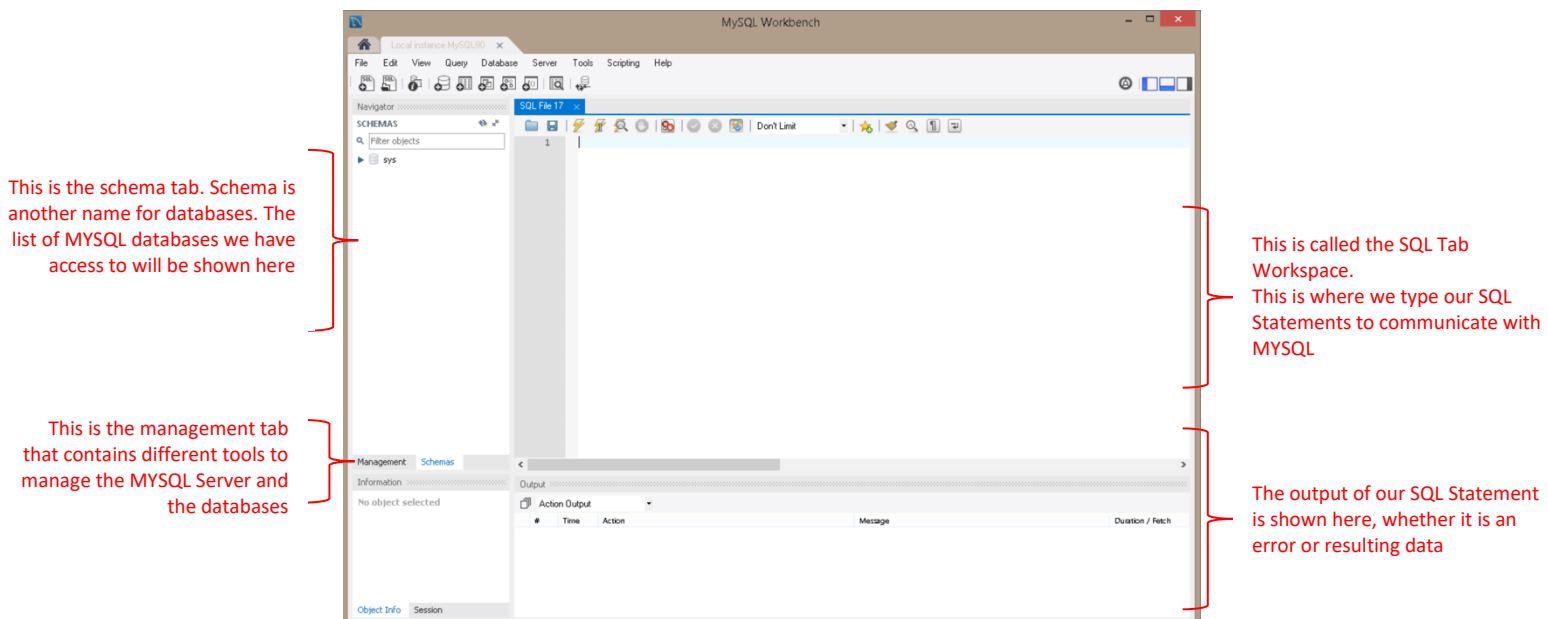 MySQL Workbench
Local instance MySQL80
File Edit View Query Database Server Tools Scripting Help
Navigator
SCHEMAS
Filter objects
sys
SQL File 17
Don't Limit
1
This is the schema tab. Schema is
another name for databases. The
list of MYSQL databases we have
access to will be shown here
This is called the SQL Tab
Workspace.
This is where we type our SQL
Statements to communicate with
MYSQL
This is the management tab
that contains different tools to
manage the MYSQL Server and
the databases
Management Schemas
Information
No object selected
Object Info Session
Output
Action Output
# Time Action Message Duration / Fetch
The output of our SQL Statement
is shown here, whether it is an
error or resulting data